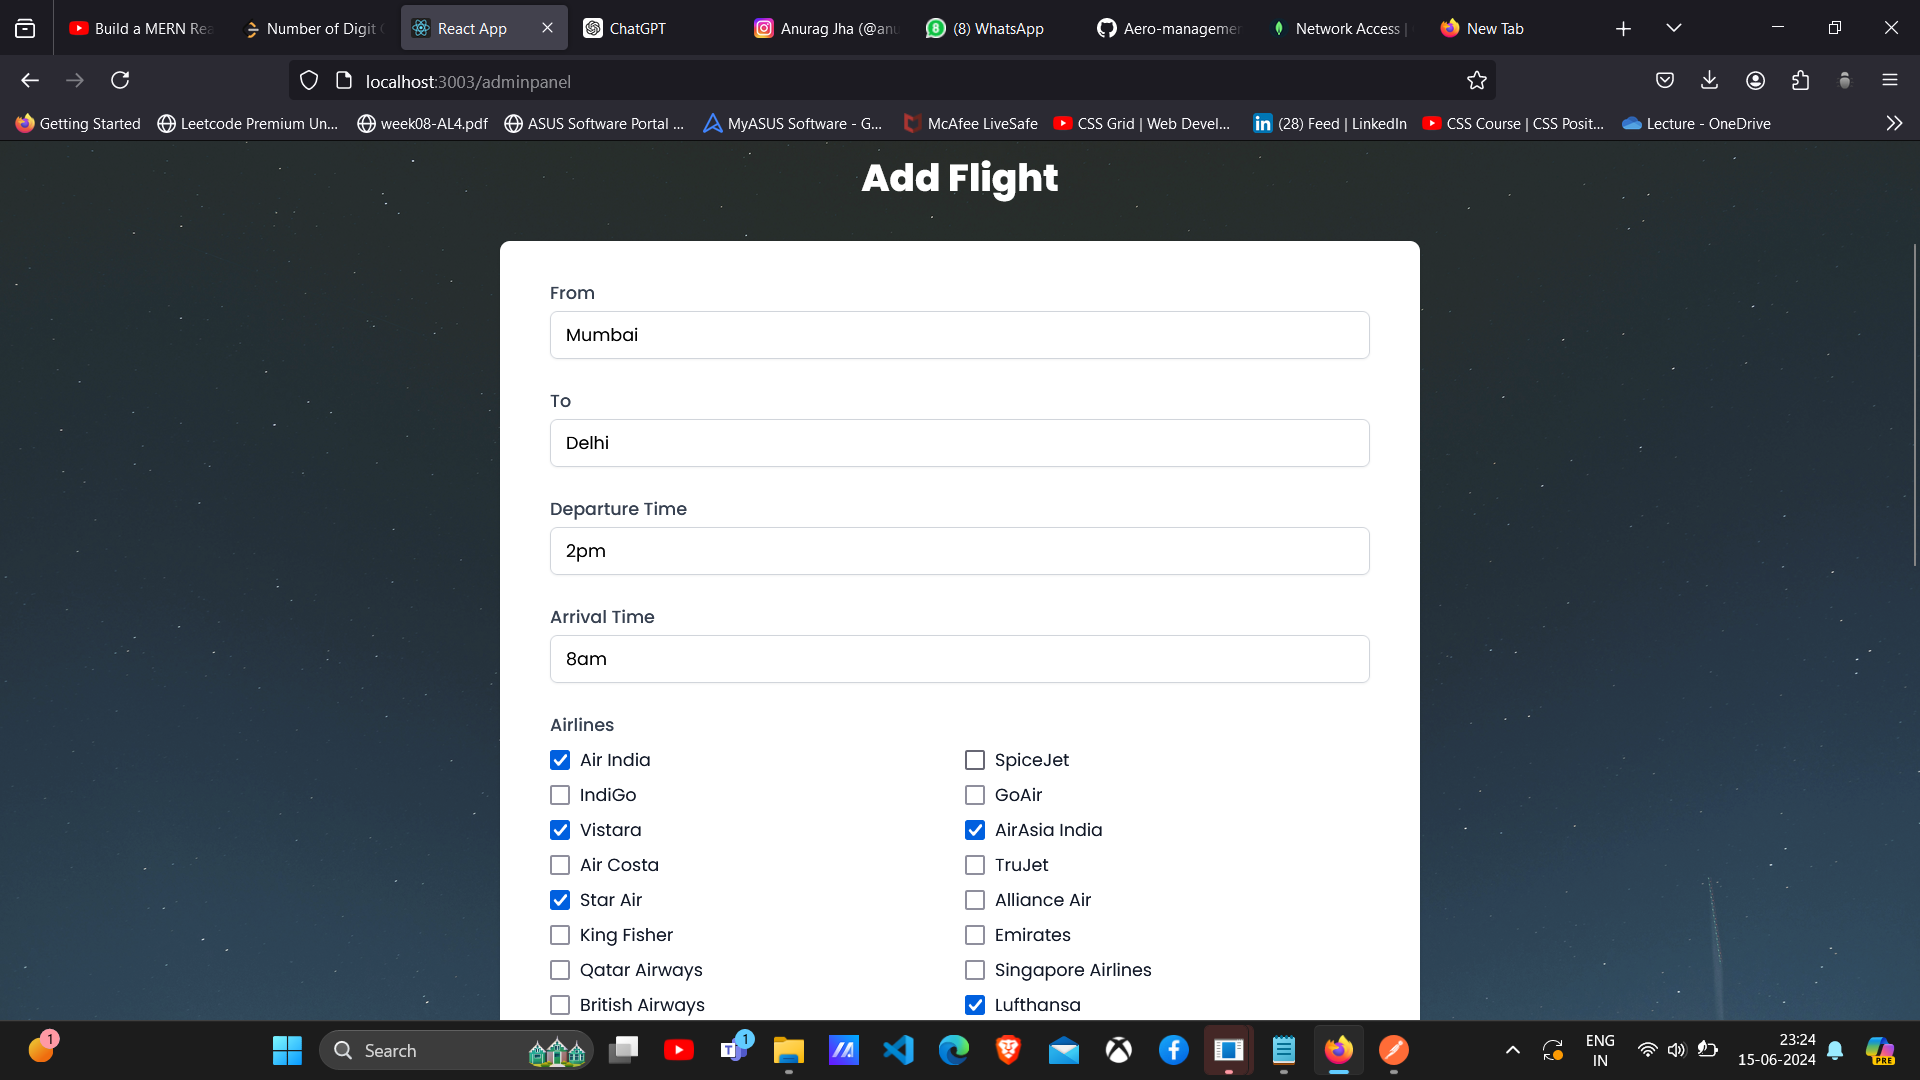 Build a MERN Rea
Number of Digit
React App
ChatGPT
Anurag Jha (@anu
(8) WhatsApp
Aero-managemer
Network Access |
New Tab
localhost:3003/adminpanel
Getting Started
Leetcode Premium Un...
week08-AL4.pdf
ASUS Software Portal ...
MyASUS Software - G...
McAfee LiveSafe
CSS Grid | Web Devel...
(28) Feed | LinkedIn
CSS Course | CSS Posit...
Lecture - OneDrive
Add Flight
From
Mumbai
To
Delhi
Departure Time
2pm
Arrival Time
8am
Airlines
Air India
SpiceJet
IndiGo
GoAir
Vistara
AirAsia India
Air Costa
TruJet
Star Air
Alliance Air
King Fisher
Emirates
Qatar Airways
Singapore Airlines
British Airways
Lufthansa
1
Search
1
ENG
IN
23:24
15-06-2024
PRE